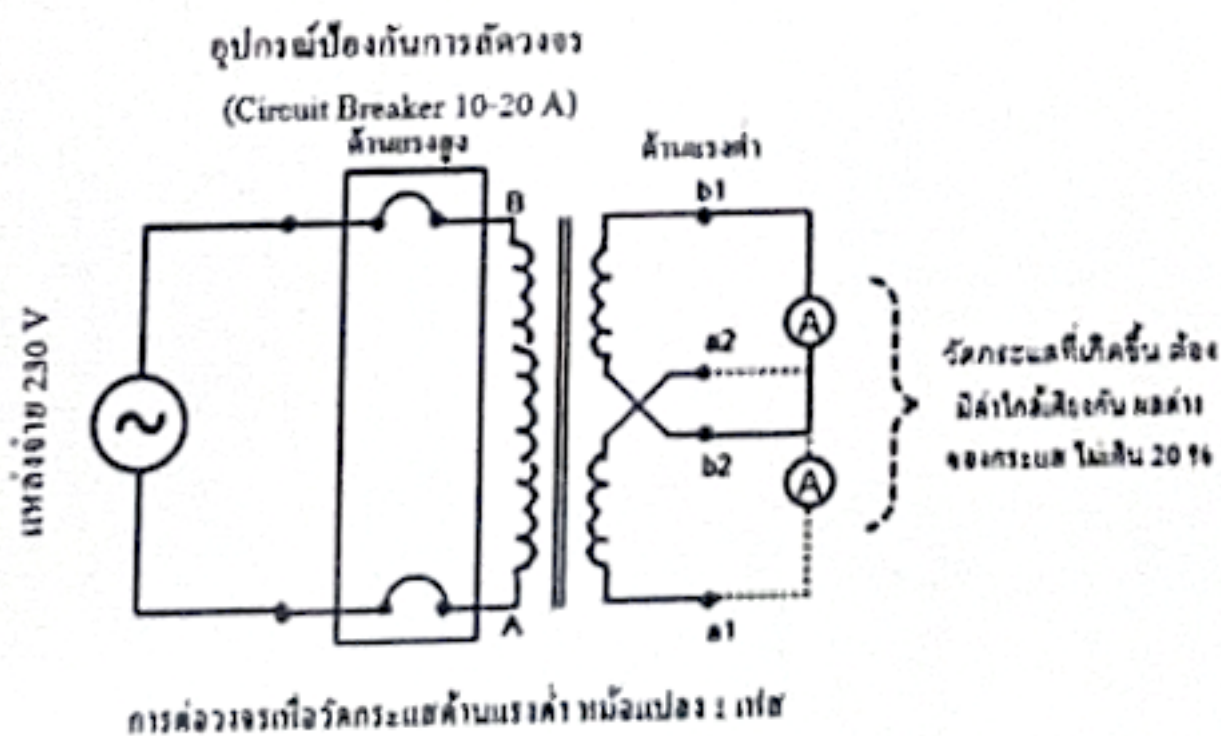 อุปกรณ์ป้องกันการลัดวงจร
(Circuit Breaker 10-20 A)
ด้านแรงสูง
ด้านแรงต่ำ
B
b1
A
a2
แหล่งจ่าย 230 V
วัดกระแสที่เกิดขึ้น ต้อง
มีค่าใกล้เคียงกัน ผลต่าง
ของกระแส ไม่เกิน 20 %
b2
A
A
a1
การต่อวงจรเพื่อวัดกระแสด้านแรงต่ำ หม้อแปลง 1 เฟส